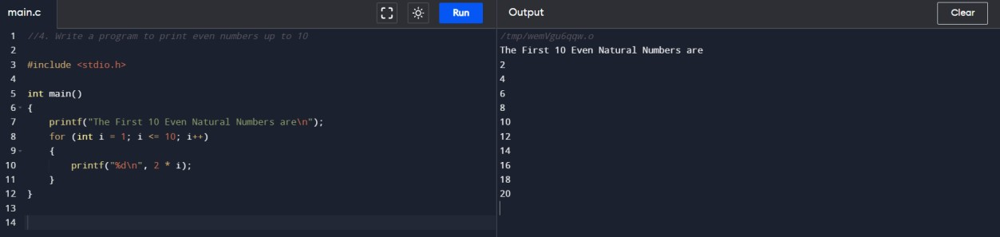 main.c
Run
Output
Clear
1 //4. Write a program to print even numbers up to 10
2
3 #include <stdio.h>
4
5 int main()
6 {
7     printf("The First 10 Even Natural Numbers are\n");
8     for (int i = 1; i <= 10; i++)
9     {
10         printf("%d\n", 2 * i);
11     }
12 }
13
14
/tmp/wemVgu6qqw.o
The First 10 Even Natural Numbers are
2
4
6
8
10
12
14
16
18
20